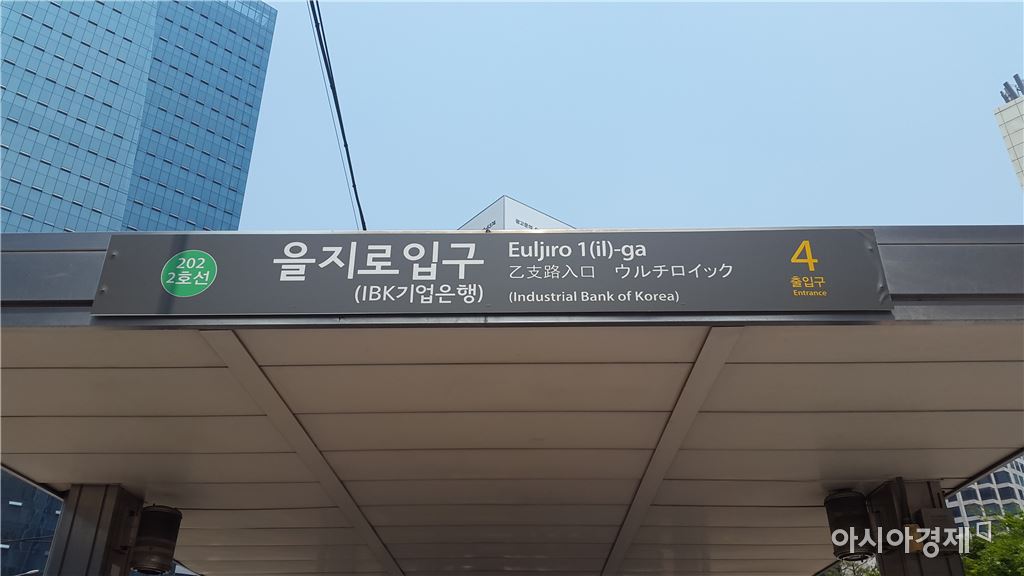 202
2호선
을지로입구
(IBK기업은행)
Euljiro 1(il)-ga
乙支路入口 ウルチロイック
(Industrial Bank of Korea)
4
출입구
Entrance
아시아경제